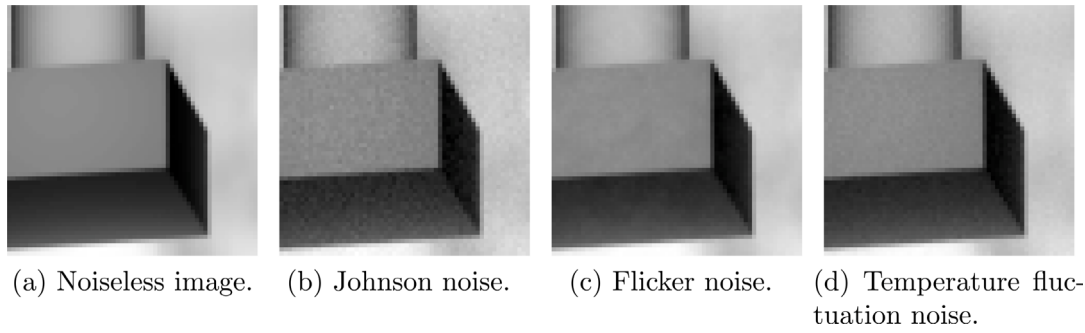 (a) Noiseless image.
(b) Johnson noise.
(c) Flicker noise.
(d) Temperature fluc-
tuation noise.